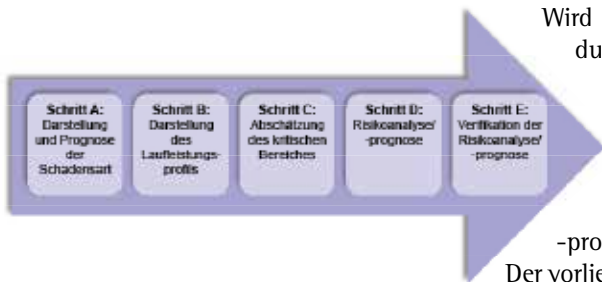 Wird
du
Schritt A:
Darstellung
und Prognose
der
Schadensart
Schritt B:
Darstellung
des
Laufleistungs-
profils
Schritt C:
Abschätzung
des kritischen
Bereiches
Schritt D:
Risikoanalyse/
-prognose
Schritt E:
Verifikation der
Risikoanalyse/
-prognose
-pro
Der vorlie